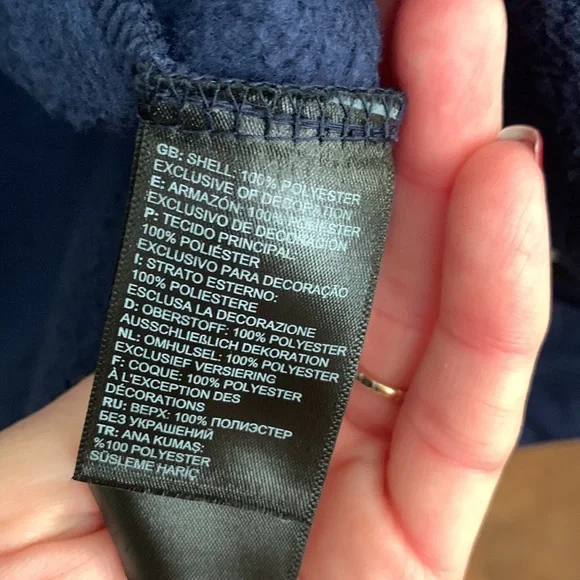 GB: SHELL: 100% POLYESTER
EXCLUSIVE OF DECORATION
E: ARMAZÓN: 100% POLIÉSTER
EXCLUSIVO DE DECORACIÓN
P: TECIDO PRINCIPAL:
100% POLIÉSTER
EXCLUSIVO PARA DECORAÇÃO
I: STRATO ESTERNO:
100% POLIESTERE
ESCLUSA LA DECORAZIONE
D: OBERSTOFF: 100% POLYESTER
AUSSCHLIEßLICH DEKORATION
NL: OMHULSEL: 100% POLYESTER
EXCLUSIEF VERSIERING
F: COQUE: 100% POLYESTER
À L'EXCEPTION DES
DÉCORATIONS
RU: ВЕРХ: 100% ПОЛИЭСТЕР
БЕЗ УКРАШЕНИЙ
TR: ANA KUMAŞ:
%100 POLYESTER
SÜSLEME HARİÇ